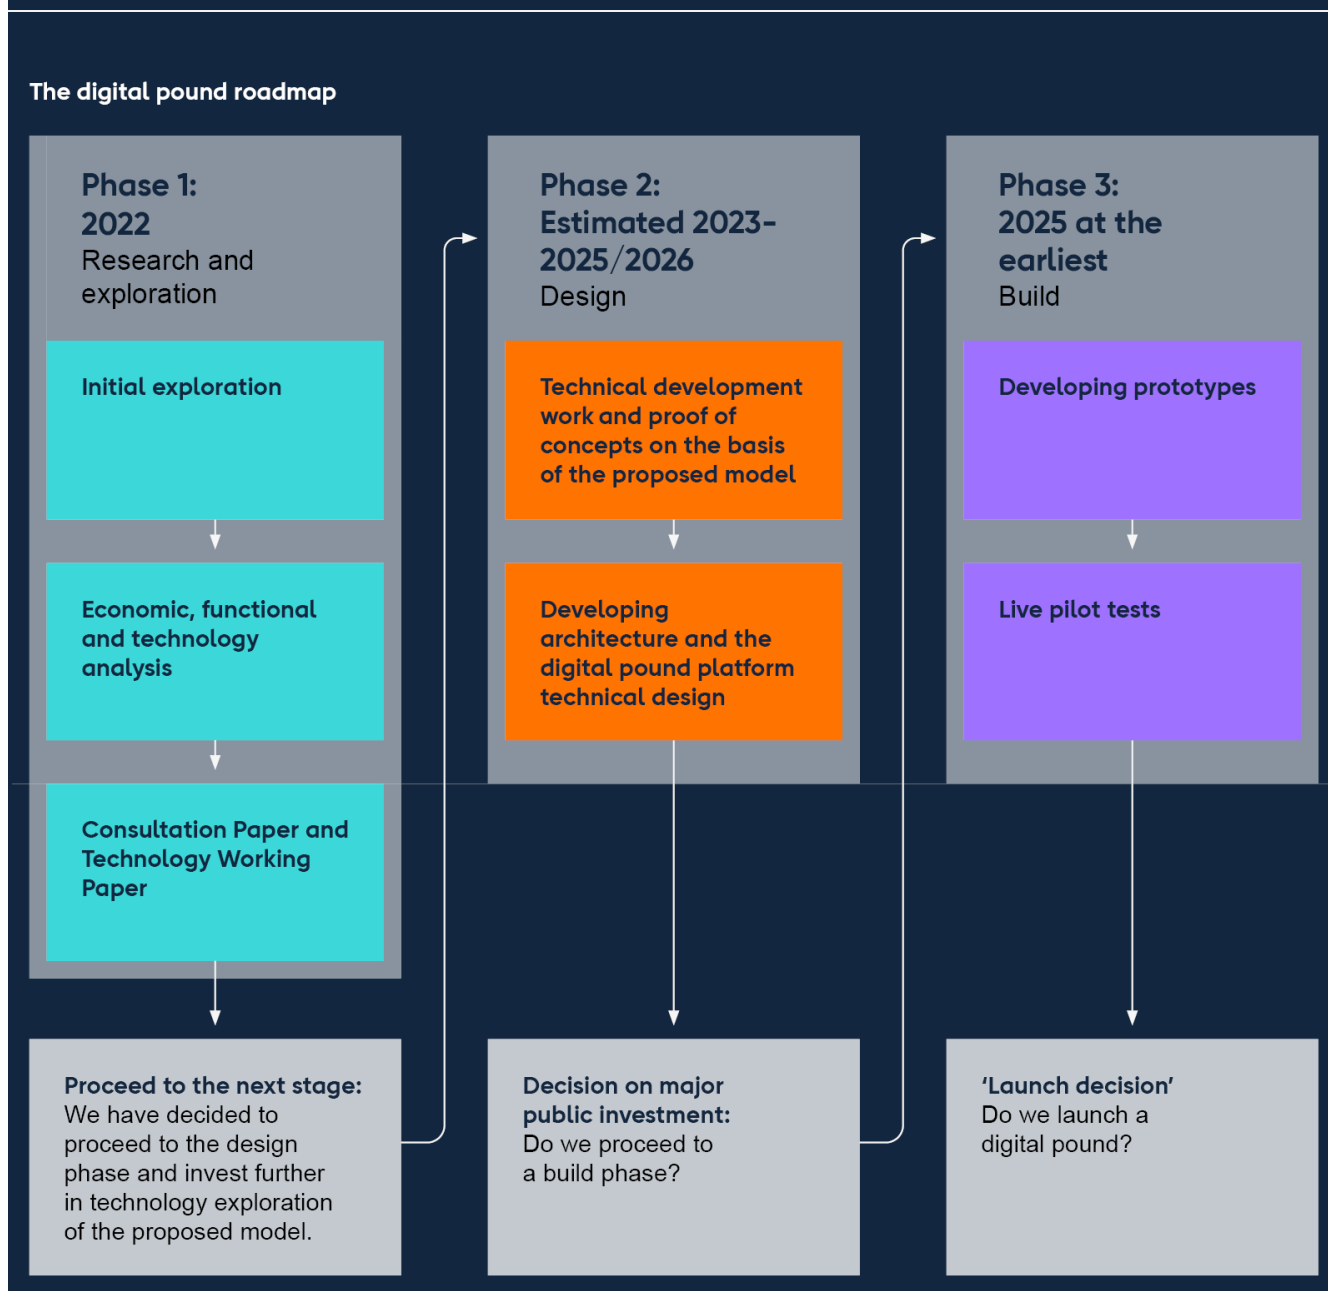 The digital pound roadmap
Phase 1:
2022
Research and
exploration
Initial exploration
Economic, functional
and technology
analysis
Consultation Paper and
Technology Working
Paper
Proceed to the next stage:
We have decided to
proceed to the design
phase and invest further
in technology exploration
of the proposed model.
Phase 2:
Estimated 2023-
2025/2026
Design
Technical development
work and proof of
concepts on the basis
of the proposed model
Developing
architecture and the
digital pound platform
technical design
Decision on major
public investment:
Do we proceed to
a build phase?
Phase 3:
2025 at the
earliest
Build
Developing prototypes
Live pilot tests
‘Launch decision’
Do we launch a
digital pound?